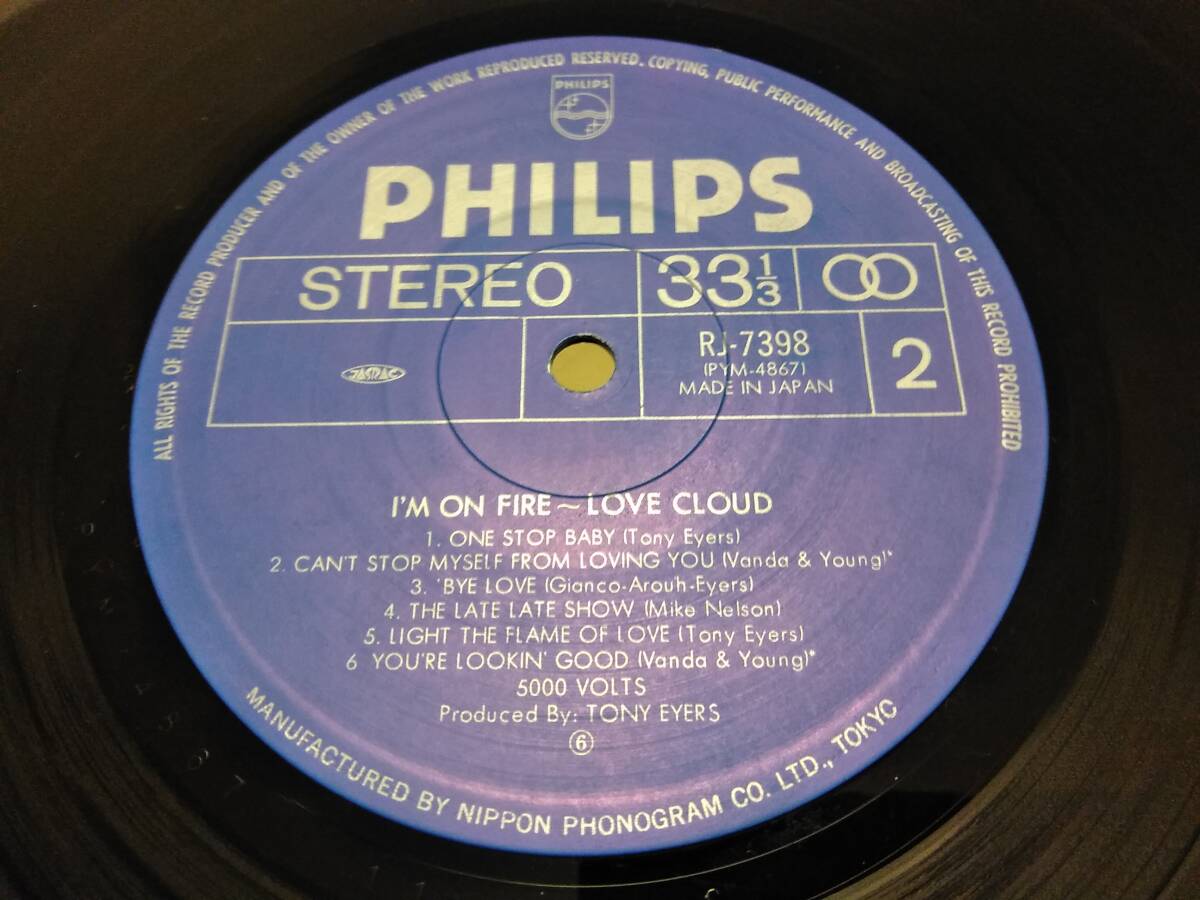 ALL RIGHTS OF THE RECORD PRODUCER AND OF THE OWNER OF THE WORK REPRODUCED RESERVED. COPYING, PUBLIC PERFORMANCE AND BROADCASTING OF THIS RECORD PROHIBITED
PHILIPS
PHILIPS
STEREO
33 1/3
RJ-7398
(PYM-4867)
MADE IN JAPAN
2
JASRAC
I'M ON FIRE ~ LOVE CLOUD
1. ONE STOP BABY (Tony Eyers)
2. CAN'T STOP MYSELF FROM LOVING YOU (Vanda & Young)*
3. 'BYE LOVE (Gianco-Arouh-Eyers)
4. THE LATE LATE SHOW (Mike Nelson)
5. LIGHT THE FLAME OF LOVE (Tony Eyers)
6 YOU'RE LOOKIN' GOOD (Vanda & Young)*
5000 VOLTS
Produced By: TONY EYERS
⑥
MANUFACTURED BY NIPPON PHONOGRAM CO. LTD., TOKYO